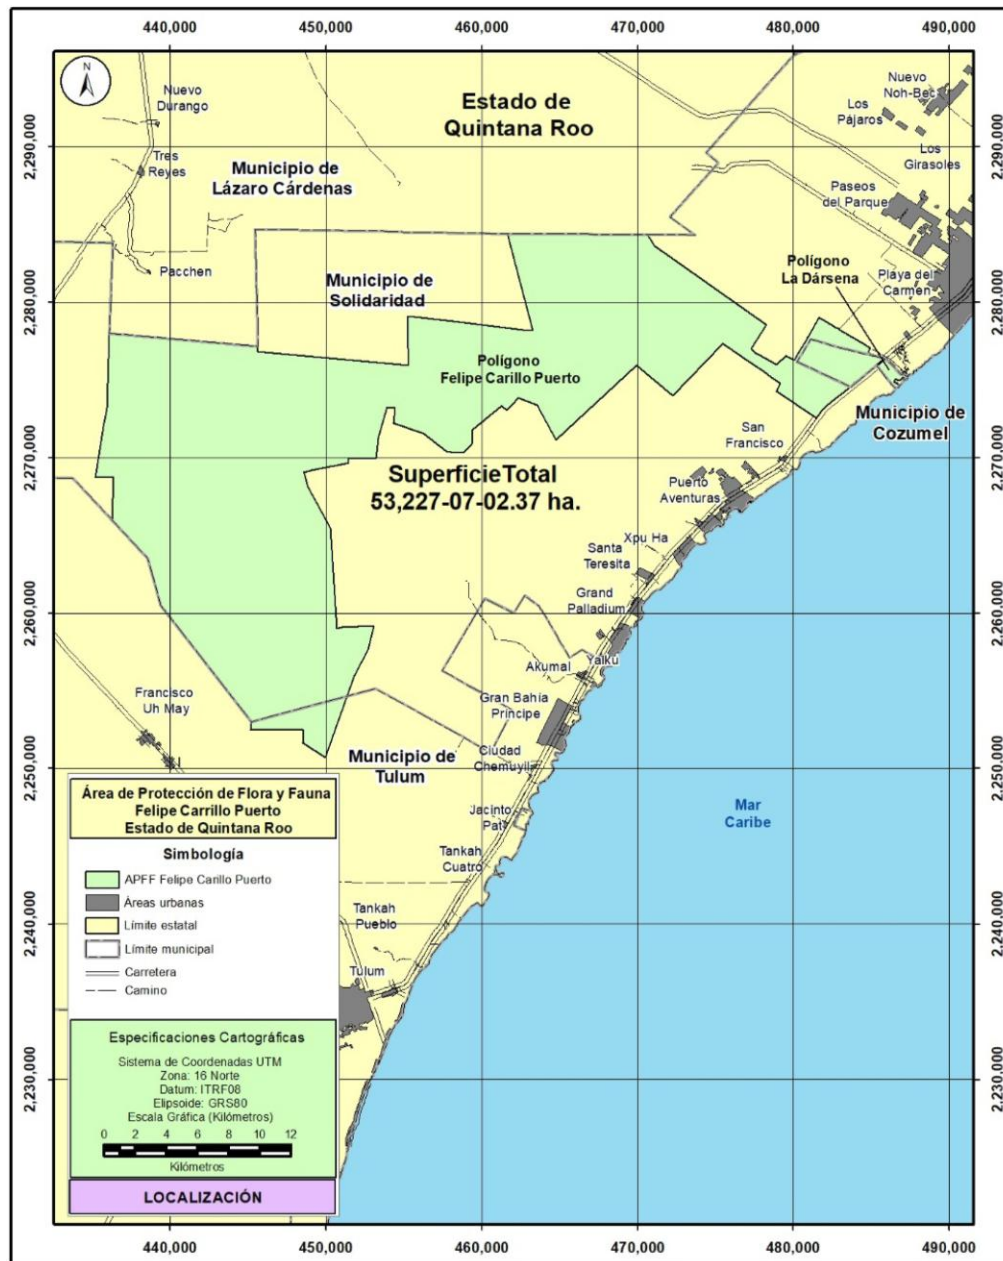 440,000 450,000 460,000 470,000 480,000 490,000
N
Nuevo
Durango
Tres
Reyes
Municipio de
Lázaro Cárdenas
Estado de
Quintana Roo
Nuevo
Noh-Bec
Los
Pájaros
Los
Girasoles
Paseos
del Parque
Pacchen
Municipio de
Solidaridad
Polígono
La Dársena
Playa del
Carmen
Polígono
Felipe Carillo Puerto
Municipio de
Cozumel
San
Francisco
SuperficieTotal
53,227-07-02.37 ha.
Puerto
Aventuras
Xpu Ha
Santa
Teresita
Grand
Palladium
Akumal
Yalku
Francisco
Uh May
Gran Bahía
Príncipe
Municipio de
Tulum
Ciudad
Chemuyil
Jacinto
Pat
Mar
Caribe
Tankah
Cuatro
Tankah
Pueblo
Tulum
Área de Protección de Flora y Fauna
Felipe Carrillo Puerto
Estado de Quintana Roo
Simbología
APFF Felipe Carillo Puerto
Áreas urbanas
Límite estatal
Límite municipal
Carretera
Camino
Especificaciones Cartográficas
Sistema de Coordenadas UTM
Zona: 16 Norte
Datum: ITRF08
Elipsoide: GRS80
Escala Gráfica (Kilómetros)
0 2 4 6 8 10 12
Kilómetros
LOCALIZACIÓN
2,290,000
2,280,000
2,270,000
2,260,000
2,250,000
2,240,000
2,230,000
2,290,000
2,280,000
2,270,000
2,260,000
2,250,000
2,240,000
2,230,000
440,000 450,000 460,000 470,000 480,000 490,000